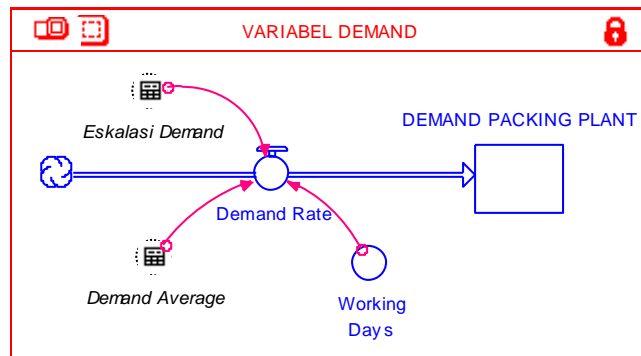 VARIABEL DEMAND
Eskalasi Demand
DEMAND PACKING PLANT
Demand Rate
Demand Average
Working
Days